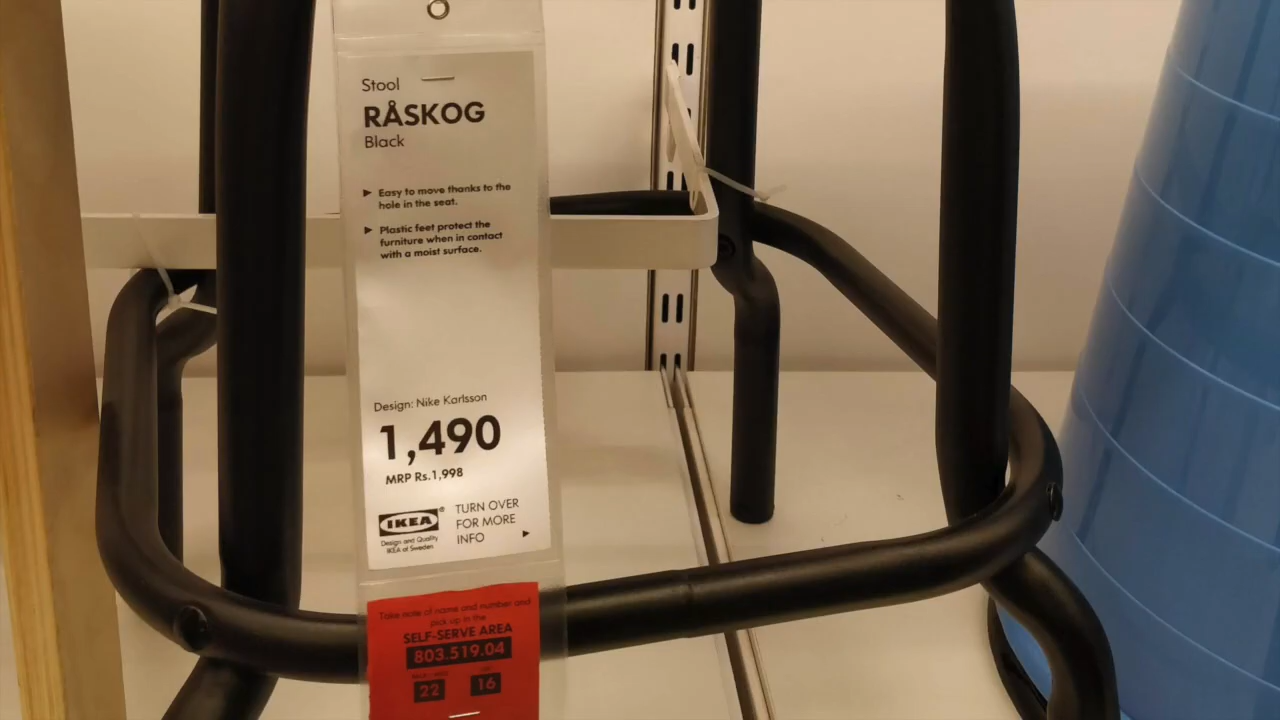 Stool
RÅSKOG
Black
► Easy to move thanks to the
hole in the seat.
► Plastic feet protect the
furniture when in contact
with a moist surface.
Design: Nike Karlsson
1,490
MRP Rs.1,998
IKEA®
Design and Quality
IKEA of Sweden
TURN OVER
FOR MORE
INFO ►
Take note of name and number and
pick up in the
SELF-SERVE AREA
803.519.04
22 16